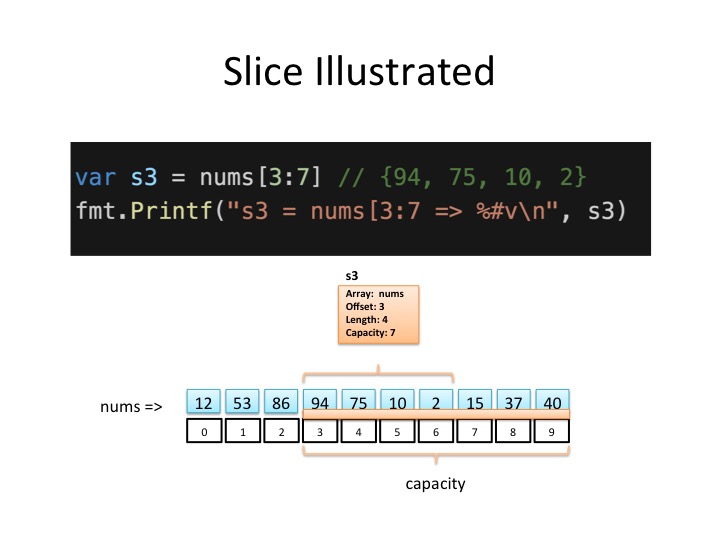 Slice Illustrated
var s3 = nums[3:7] // {94, 75, 10, 2}
fmt.Printf("s3 = nums[3:7 => %#v\n", s3)
s3
Array: nums
Offset: 3
Length: 4
Capacity: 7
nums => 12 53 86 94 75 10 2 15 37 40
0 1 2 3 4 5 6 7 8 9
capacity